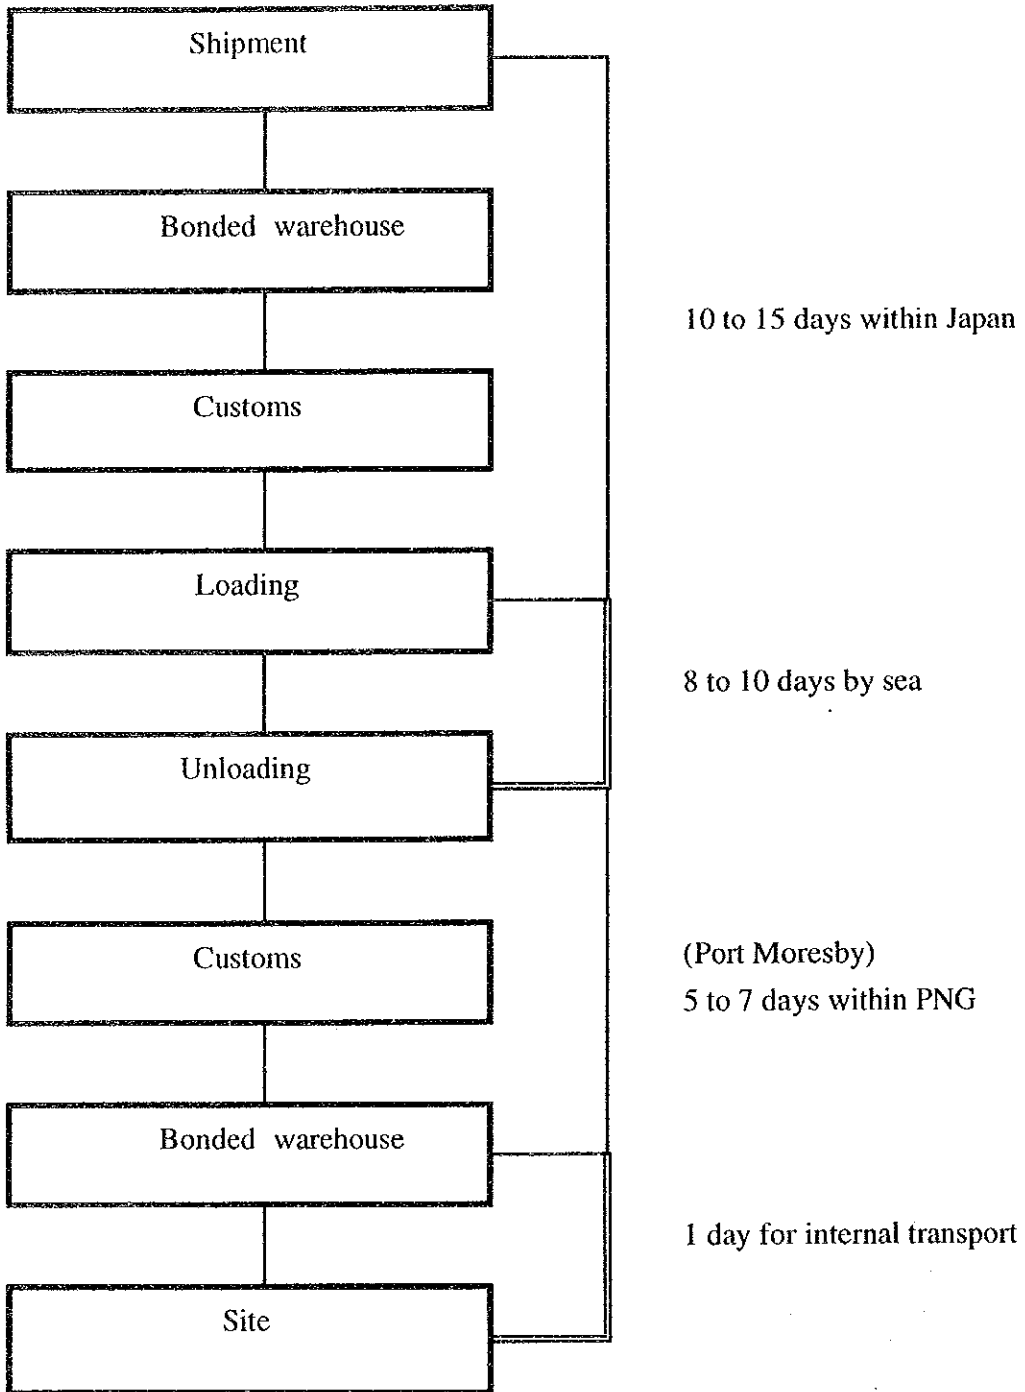 Shipment
Bonded warehouse
10 to 15 days within Japan
Customs
Loading
8 to 10 days by sea
Unloading
Customs
(Port Moresby)
5 to 7 days within PNG
Bonded warehouse
1 day for internal transport
Site